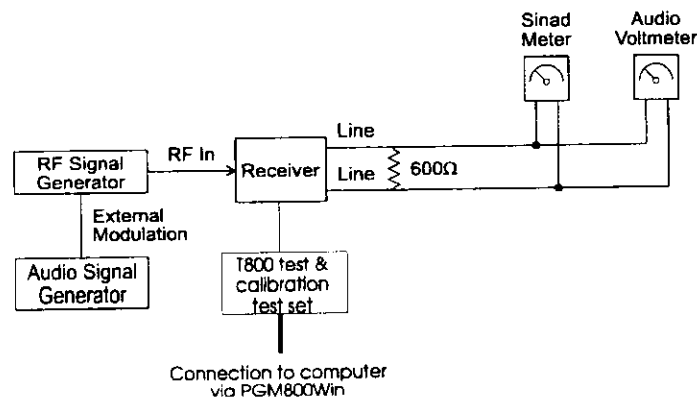 Sinad
Meter
Audio
Voltmeter
Line
RF In
RF Signal
Generator
Receiver
600Ω
Line
External
Modulation
Audio Signal
Generator
T800 test &
calibration
test set
Connection to computer
via PGM800Win